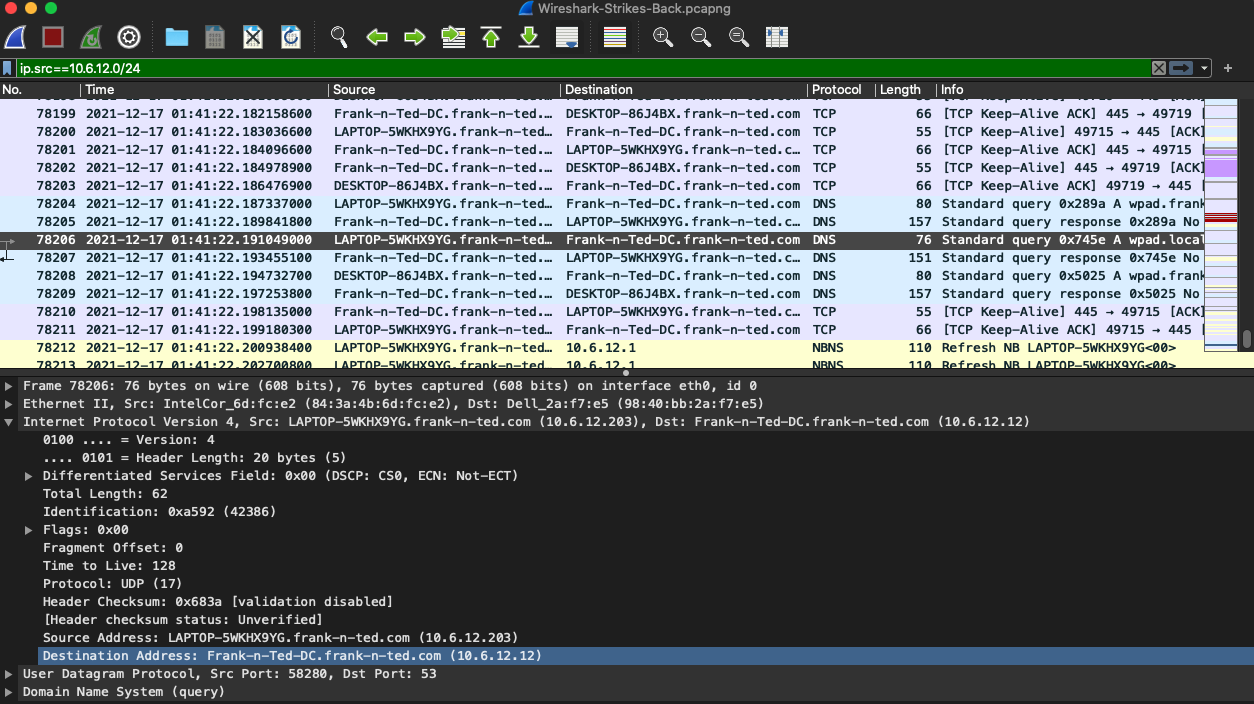 Wireshark-Strikes-Back.pcapng
ip.src==10.6.12.0/24
No. Time Source Destination Protocol Length Info
78199 2021-12-17 01:41:22.182158600 Frank-n-Ted-DC.frank-n-ted.… DESKTOP-86J4BX.frank-n-ted.com TCP 66 [TCP Keep-Alive ACK] 445 → 49719 [
78200 2021-12-17 01:41:22.183036600 LAPTOP-5WKHX9YG.frank-n-ted.… Frank-n-Ted-DC.frank-n-ted.com TCP 55 [TCP Keep-Alive] 49715 → 445 [ACK]
78201 2021-12-17 01:41:22.184096600 Frank-n-Ted-DC.frank-n-ted.… LAPTOP-5WKHX9YG.frank-n-ted.c… TCP 66 [TCP Keep-Alive ACK] 445 → 49715 [
78202 2021-12-17 01:41:22.184978900 Frank-n-Ted-DC.frank-n-ted.… DESKTOP-86J4BX.frank-n-ted.com TCP 55 [TCP Keep-Alive] 445 → 49719 [ACK]
78203 2021-12-17 01:41:22.186476900 DESKTOP-86J4BX.frank-n-ted.… Frank-n-Ted-DC.frank-n-ted.com TCP 66 [TCP Keep-Alive ACK] 49719 → 445 [
78204 2021-12-17 01:41:22.187337000 LAPTOP-5WKHX9YG.frank-n-ted.… Frank-n-Ted-DC.frank-n-ted.com DNS 80 Standard query 0x289a A wpad.frank
78205 2021-12-17 01:41:22.189841800 Frank-n-Ted-DC.frank-n-ted.… LAPTOP-5WKHX9YG.frank-n-ted.c… DNS 157 Standard query response 0x289a No
78206 2021-12-17 01:41:22.191049000 LAPTOP-5WKHX9YG.frank-n-ted.… Frank-n-Ted-DC.frank-n-ted.com DNS 76 Standard query 0x745e A wpad.local
78207 2021-12-17 01:41:22.193455100 Frank-n-Ted-DC.frank-n-ted.… LAPTOP-5WKHX9YG.frank-n-ted.c… DNS 151 Standard query response 0x745e No
78208 2021-12-17 01:41:22.194732700 DESKTOP-86J4BX.frank-n-ted.… Frank-n-Ted-DC.frank-n-ted.com DNS 80 Standard query 0x5025 A wpad.frank
78209 2021-12-17 01:41:22.197253800 Frank-n-Ted-DC.frank-n-ted.… DESKTOP-86J4BX.frank-n-ted.com DNS 157 Standard query response 0x5025 No
78210 2021-12-17 01:41:22.198135000 Frank-n-Ted-DC.frank-n-ted.… LAPTOP-5WKHX9YG.frank-n-ted.c… TCP 55 [TCP Keep-Alive] 445 → 49715 [ACK]
78211 2021-12-17 01:41:22.199180300 LAPTOP-5WKHX9YG.frank-n-ted.… Frank-n-Ted-DC.frank-n-ted.com TCP 66 [TCP Keep-Alive ACK] 49715 → 445 [
78212 2021-12-17 01:41:22.200938400 LAPTOP-5WKHX9YG.frank-n-ted.… 10.6.12.1 NBNS 110 Refresh NB LAPTOP-5WKHX9YG<00>
78213 2021-12-17 01:41:22.202700800 LAPTOP-5WKHX9YG.frank-n-ted.… 10.6.12.1 NBNS 110 Refresh NB LAPTOP-5WKHX9YG<00>
Frame 78206: 76 bytes on wire (608 bits), 76 bytes captured (608 bits) on interface eth0, id 0
Ethernet II, Src: IntelCor_6d:fc:e2 (84:3a:4b:6d:fc:e2), Dst: Dell_2a:f7:e5 (98:40:bb:2a:f7:e5)
Internet Protocol Version 4, Src: LAPTOP-5WKHX9YG.frank-n-ted.com (10.6.12.203), Dst: Frank-n-Ted-DC.frank-n-ted.com (10.6.12.12)
0100 .... = Version: 4
.... 0101 = Header Length: 20 bytes (5)
Differentiated Services Field: 0x00 (DSCP: CS0, ECN: Not-ECT)
Total Length: 62
Identification: 0xa592 (42386)
Flags: 0x00
Fragment Offset: 0
Time to Live: 128
Protocol: UDP (17)
Header Checksum: 0x683a [validation disabled]
[Header checksum status: Unverified]
Source Address: LAPTOP-5WKHX9YG.frank-n-ted.com (10.6.12.203)
Destination Address: Frank-n-Ted-DC.frank-n-ted.com (10.6.12.12)
User Datagram Protocol, Src Port: 58280, Dst Port: 53
Domain Name System (query)